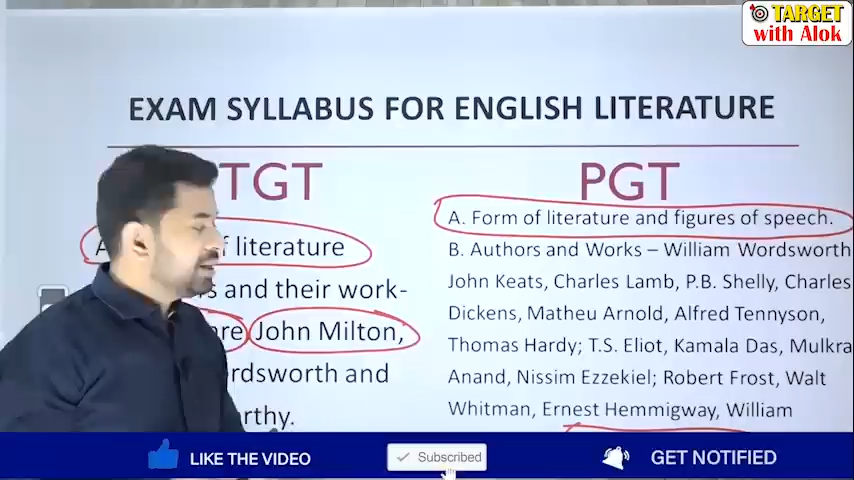 TARGET
with Alok
EXAM SYLLABUS FOR ENGLISH LITERATURE
TGT
A. literature
and their work-
John Milton,
and
PGT
A. Form of literature and figures of speech.
B. Authors and Works – William Wordsworth
John Keats, Charles Lamb, P.B. Shelly, Charles
Dickens, Matheu Arnold, Alfred Tennyson,
Thomas Hardy; T.S. Eliot, Kamala Das, Mulkra
Anand, Nissim Ezzekiel; Robert Frost, Walt
Whitman, Ernest Hemmigway, William
LIKE THE VIDEO
Subscribed
GET NOTIFIED